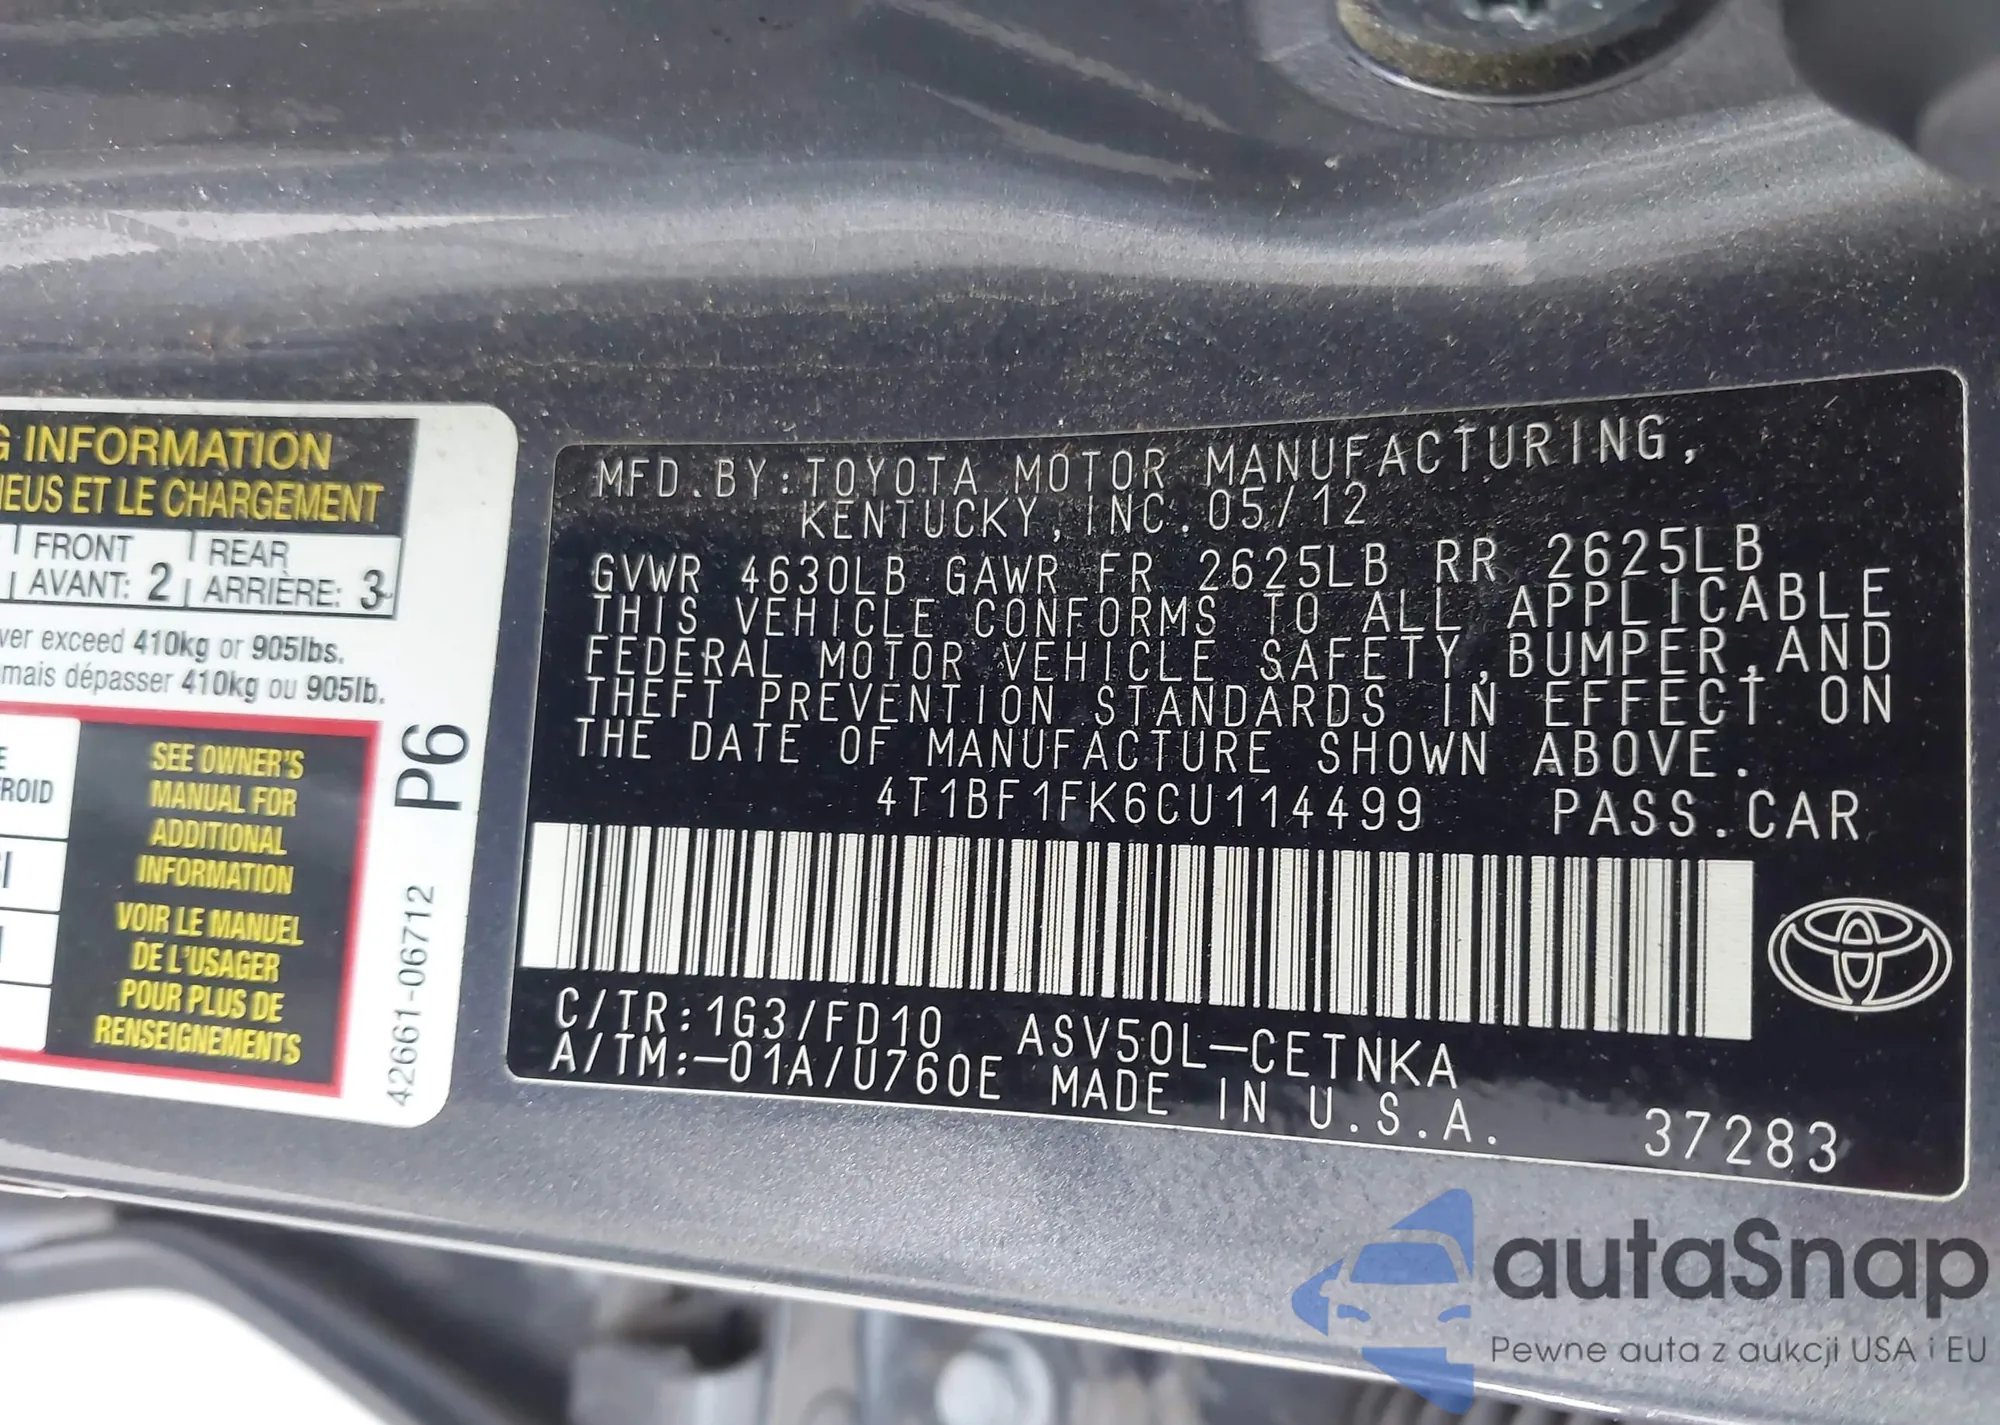 G INFORMATION
IEUS ET LE CHARGEMENT
FRONT
AVANT: 2
REAR
ARRIÈRE: 3
ver exceed 410kg or 905lbs.
mais dépasser 410kg ou 905lb.
E
FROID
SEE OWNER'S
MANUAL FOR
ADDITIONAL
INFORMATION
VOIR LE MANUEL
DE L'USAGER
POUR PLUS DE
RENSEIGNEMENTS
P6
42661-06712
MFD.BY:TOYOTA MOTOR MANUFACTURING,
KENTUCKY,INC.05/12
GVWR 4630LB GAWR FR 2625LB RR 2625LB
THIS VEHICLE CONFORMS TO ALL APPLICABLE
FEDERAL MOTOR VEHICLE SAFETY,BUMPER,AND
THEFT PREVENTION STANDARDS IN EFFECT ON
THE DATE OF MANUFACTURE SHOWN ABOVE.
4T1BF1FK6CU114499 PASS.CAR
C/TR:1G3/FD10 ASV50L-CETNKA
A/TM:-01A/U760E MADE IN U.S.A.
37283
autaSnap
Pewne auta z aukcji USA i EU